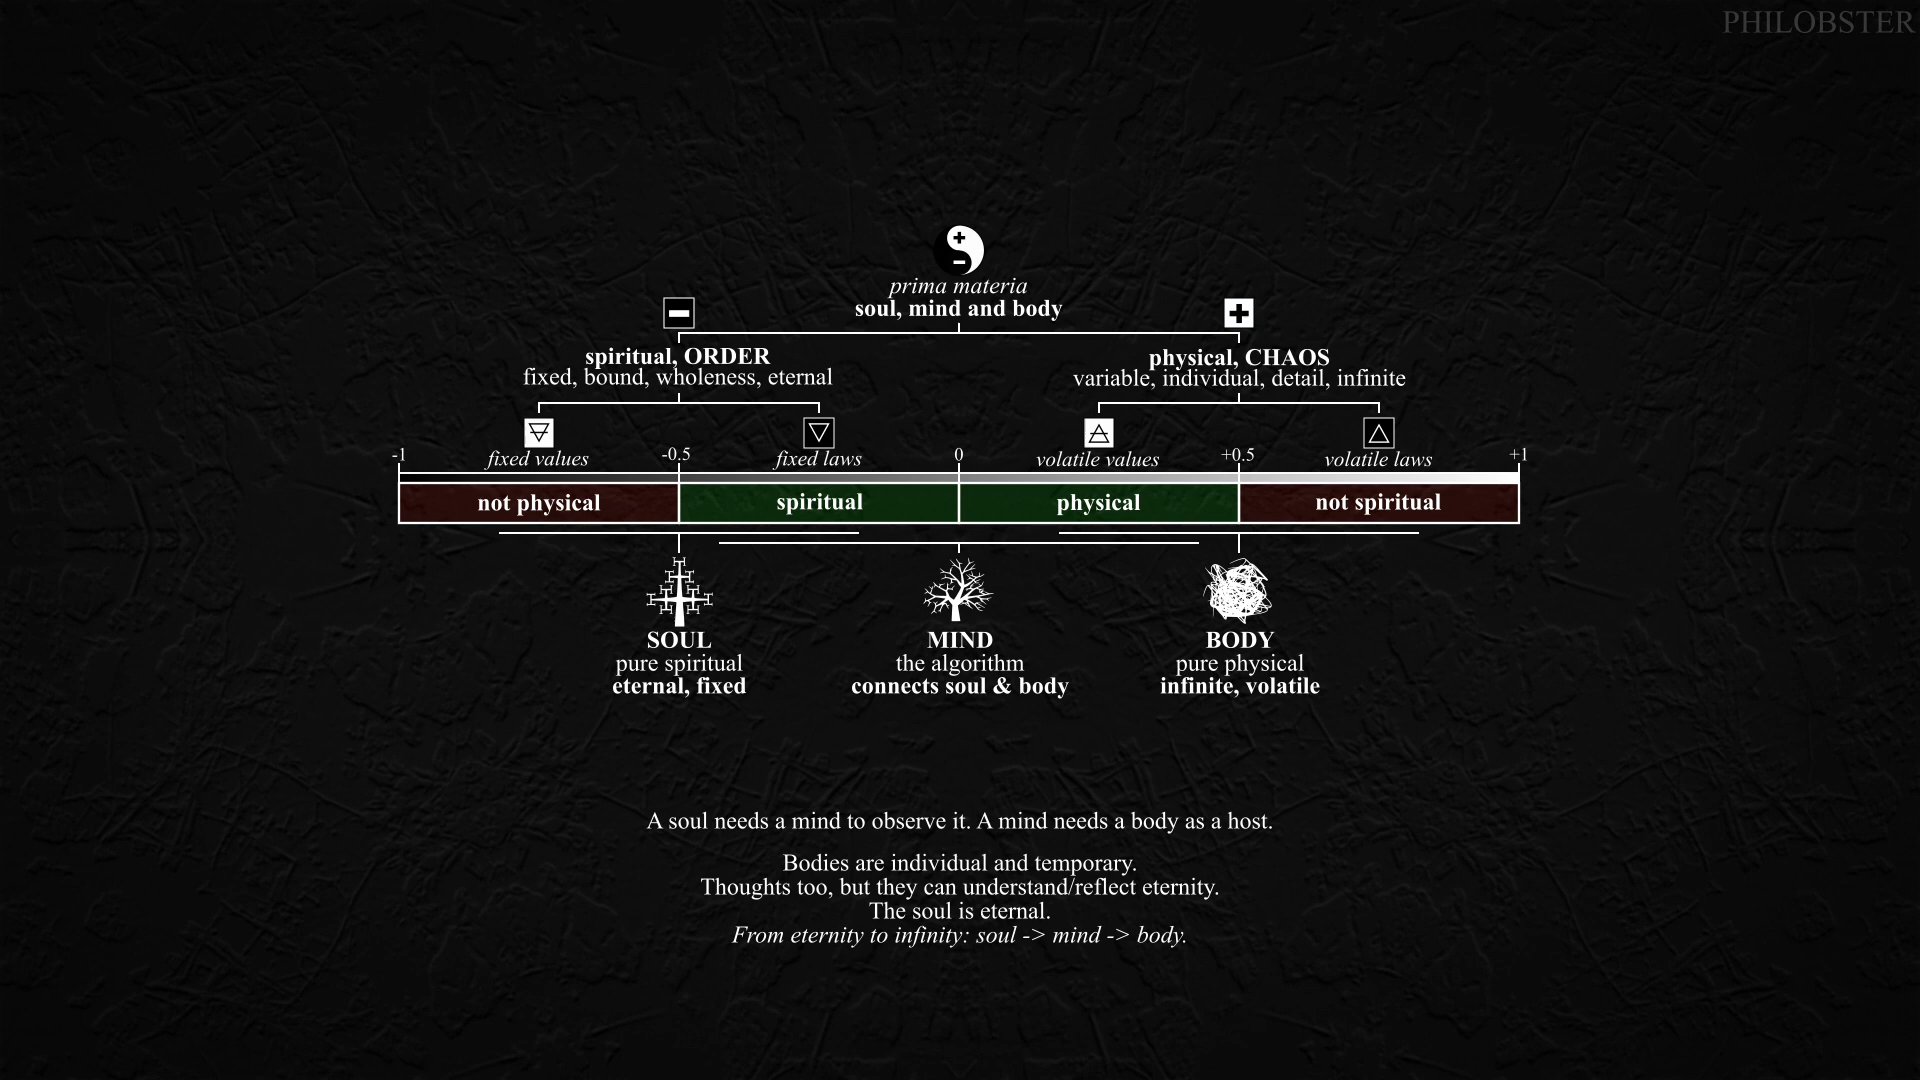 PHILOBSTER
prima materia
soul, mind and body
spiritual, ORDER
fixed, bound, wholeness, eternal
physical, CHAOS
variable, individual, detail, infinite
-1
fixed values
-0.5
fixed laws
0
volatile values
+0.5
volatile laws
+1
not physical
spiritual
physical
not spiritual
SOUL
pure spiritual
eternal, fixed
MIND
the algorithm
connects soul & body
BODY
pure physical
infinite, volatile
A soul needs a mind to observe it. A mind needs a body as a host.
Bodies are individual and temporary.
Thoughts too, but they can understand/reflect eternity.
The soul is eternal.
From eternity to infinity: soul -> mind -> body.